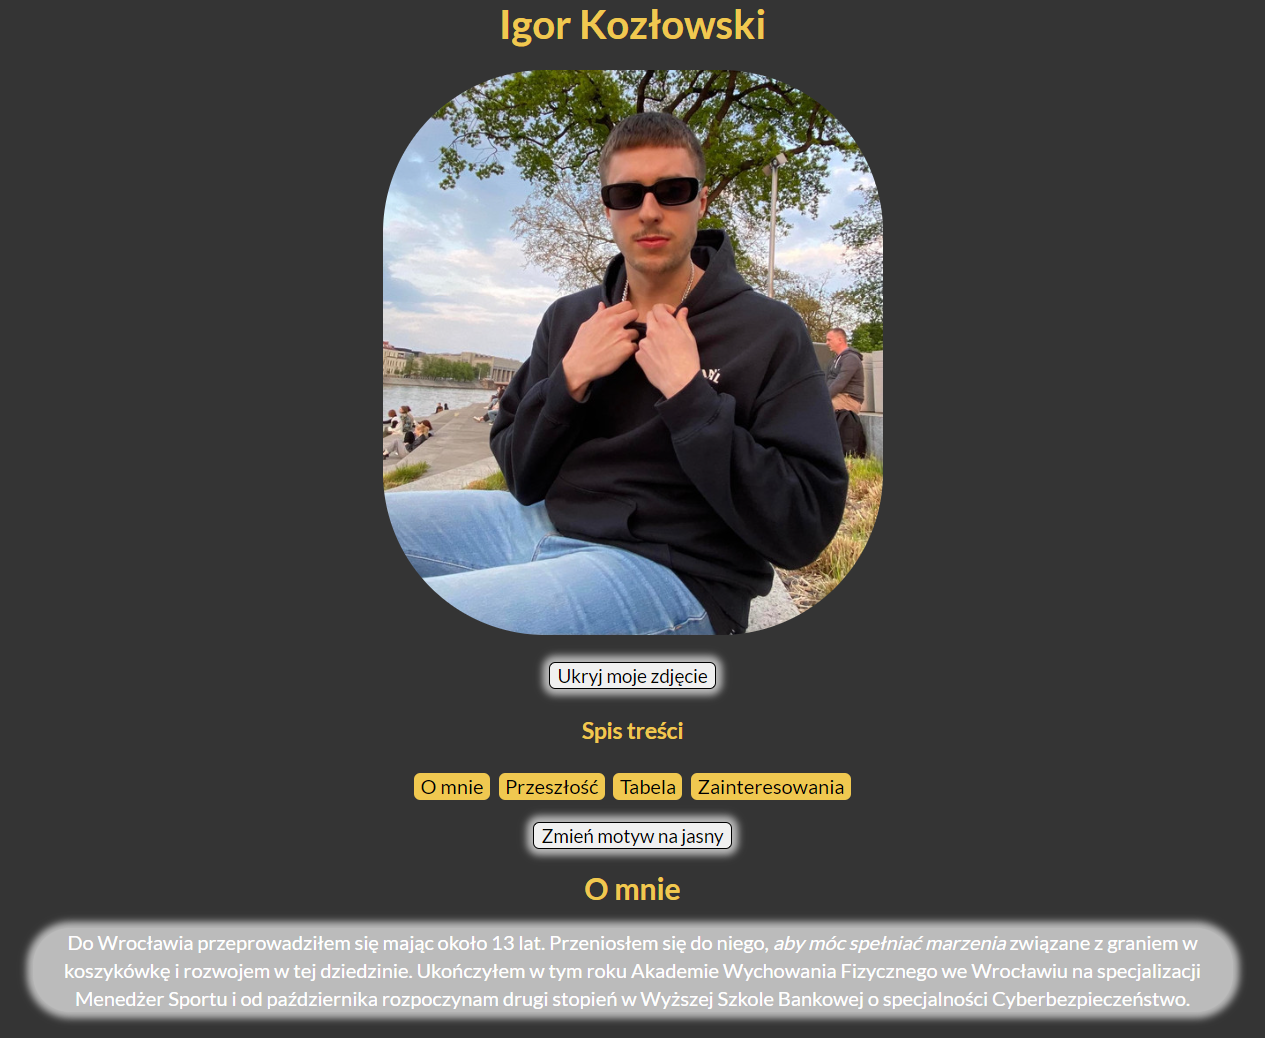 Igor Kozłowski
Ukryj moje zdjęcie
Spis treści
O mnie Przeszłość Tabela Zainteresowania
Zmień motyw na jasny
O mnie
Do Wrocławia przeprowadziłem się mając około 13 lat. Przeniosłem się do niego, aby móc spełniać marzenia związane z graniem w
koszykówkę i rozwojem w tej dziedzinie. Ukończyłem w tym roku Akademie Wychowania Fizycznego we Wrocławiu na specjalizacji
Menedżer Sportu i od października rozpoczynam drugi stopień w Wyższej Szkole Bankowej o specjalności Cyberbezpieczeństwo.